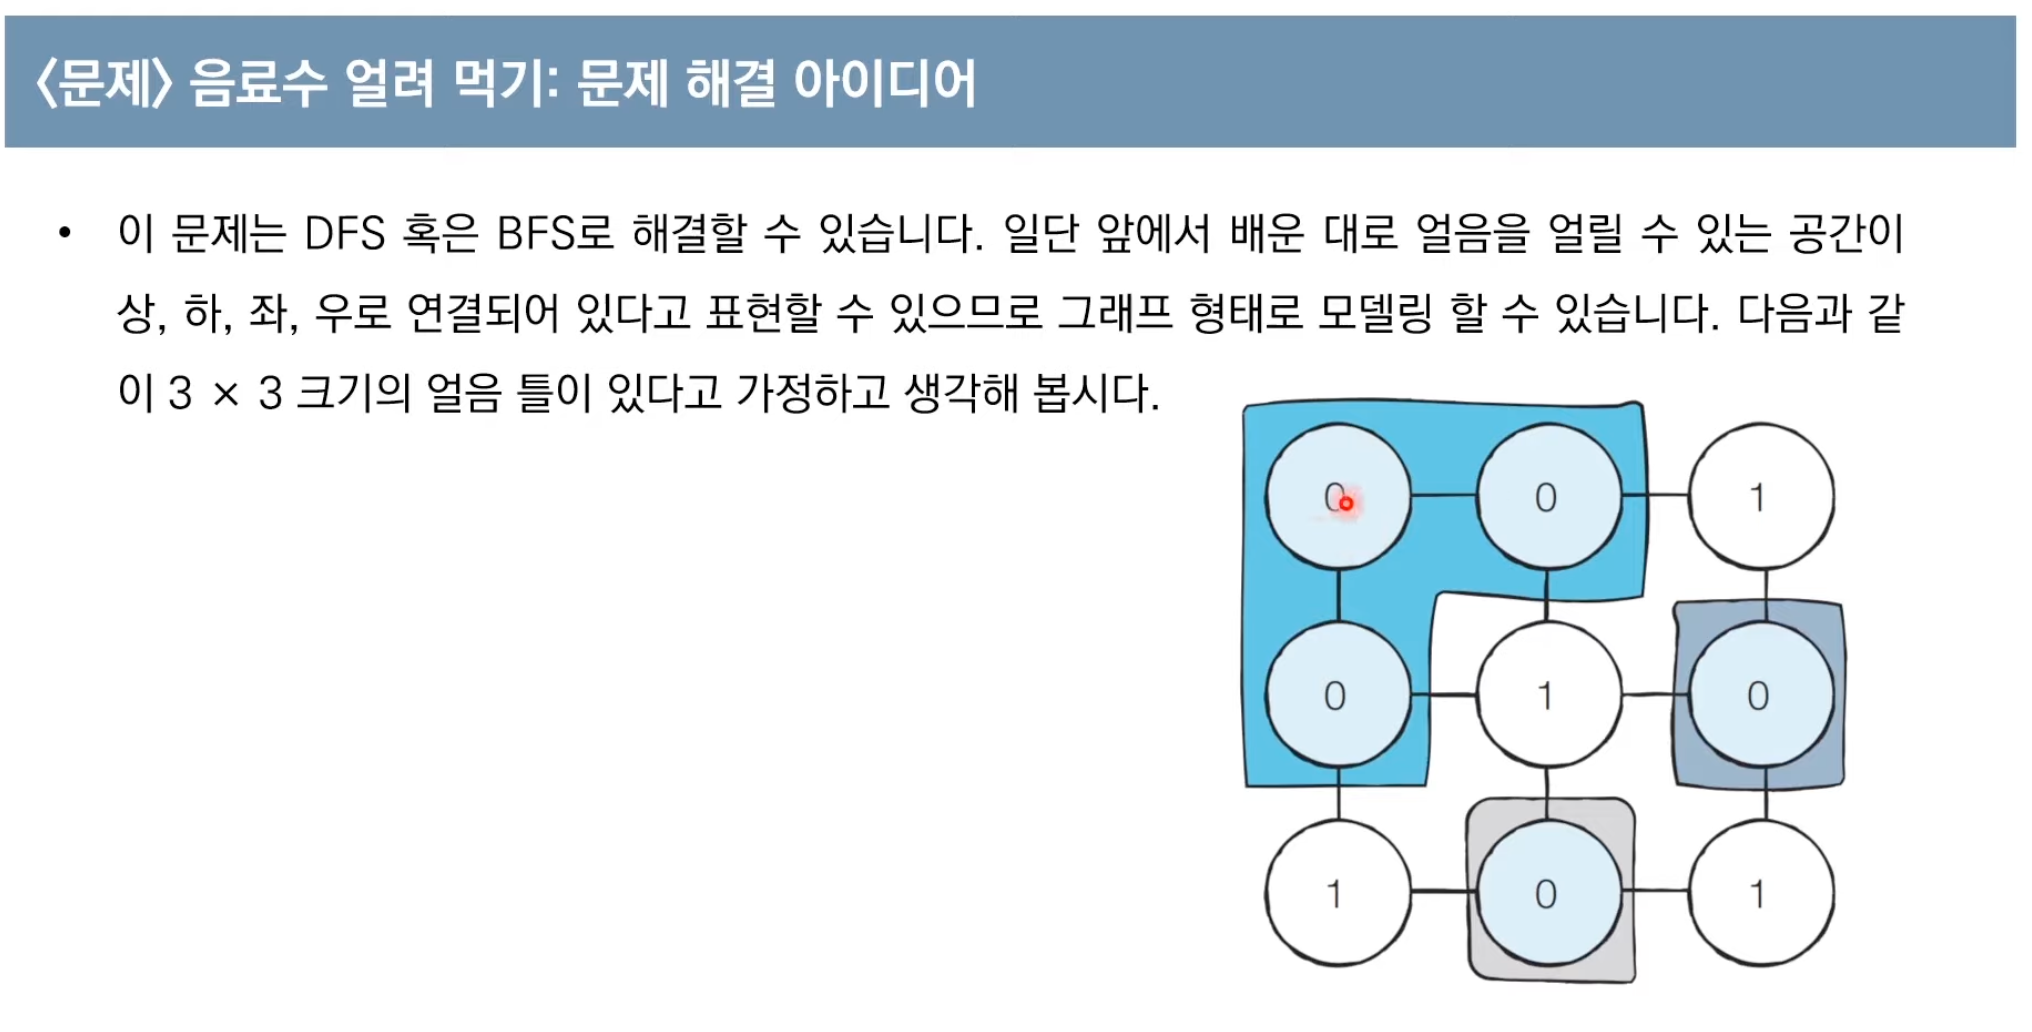 〈문제〉 음료수 얼려 먹기: 문제 해결 아이디어
• 이 문제는 DFS 혹은 BFS로 해결할 수 있습니다. 일단 앞에서 배운 대로 얼음을 얼릴 수 있는 공간이
상, 하, 좌, 우로 연결되어 있다고 표현할 수 있으므로 그래프 형태로 모델링 할 수 있습니다. 다음과 같
이 3 × 3 크기의 얼음 틀이 있다고 가정하고 생각해 봅시다.
0 0 1
0 1 0
1 0 1